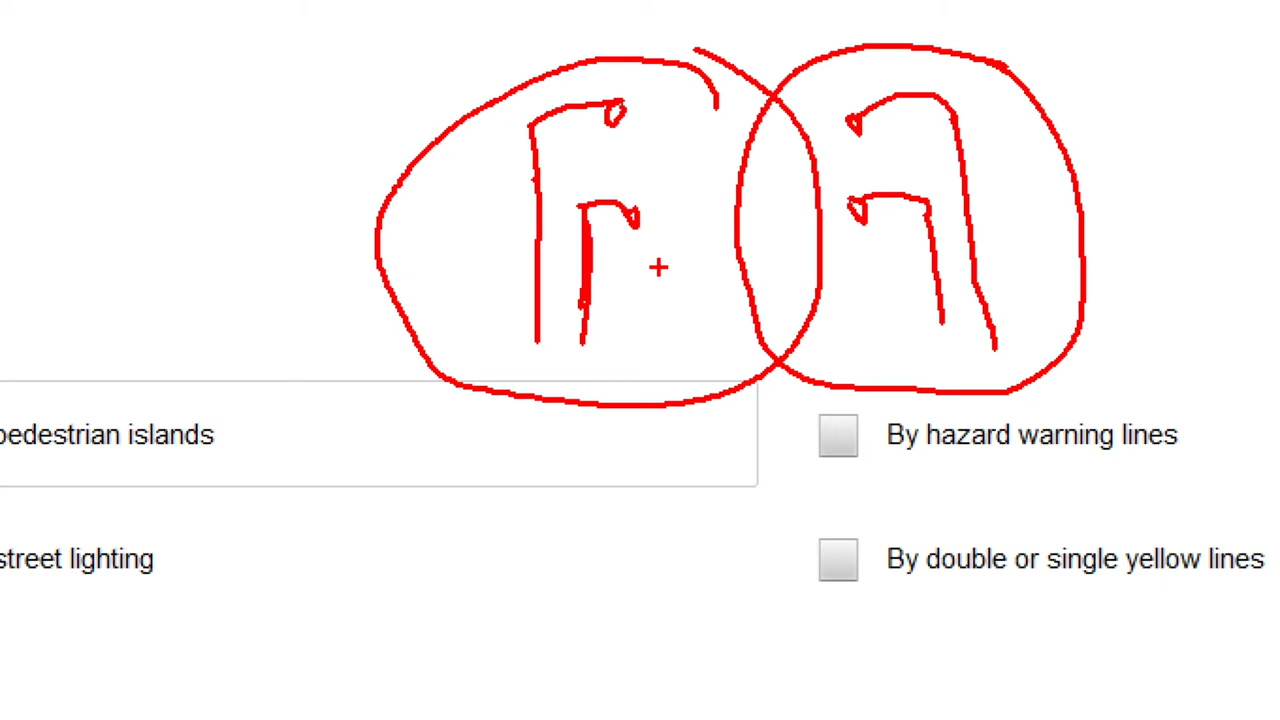 pedestrian islands
By hazard warning lines
street lighting
By double or single yellow lines